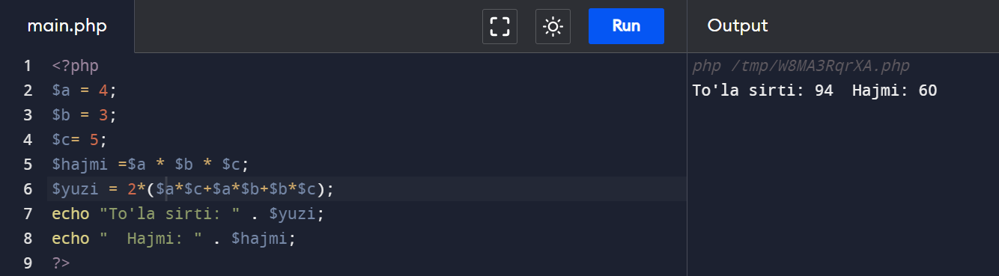 main.php
Run
Output
1 <?php
2 $a = 4;
3 $b = 3;
4 $c= 5;
5 $hajmi =$a * $b * $c;
6 $yuzi = 2*($a*$c+$a*$b+$b*$c);
7 echo "To'la sirti: " . $yuzi;
8 echo "  Hajmi: " . $hajmi;
9 ?>
php /tmp/W8MA3RqrXA.php
To'la sirti: 94  Hajmi: 60